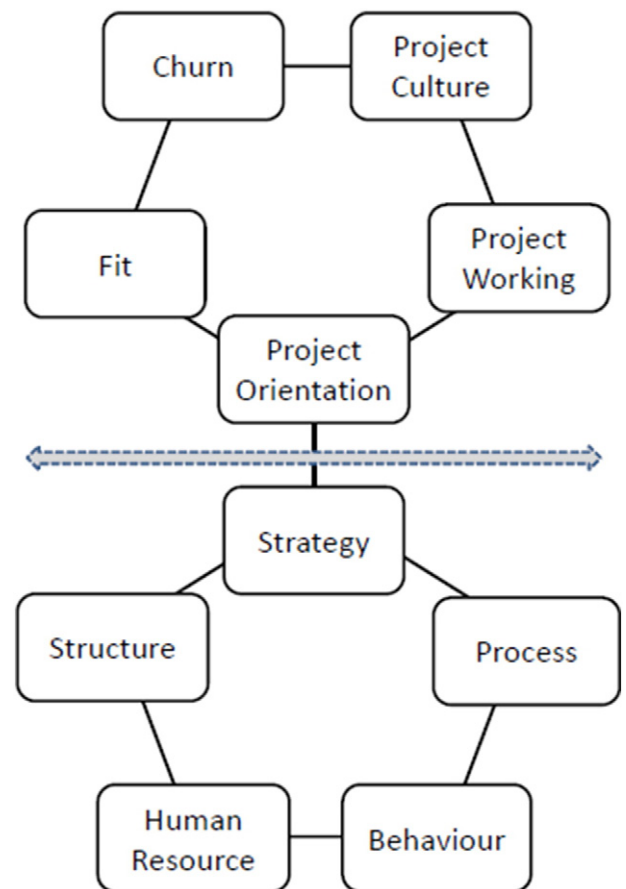 Churn
Project
Culture
Fit
Project
Working
Project
Orientation
Strategy
Structure
Process
Human
Resource
Behaviour